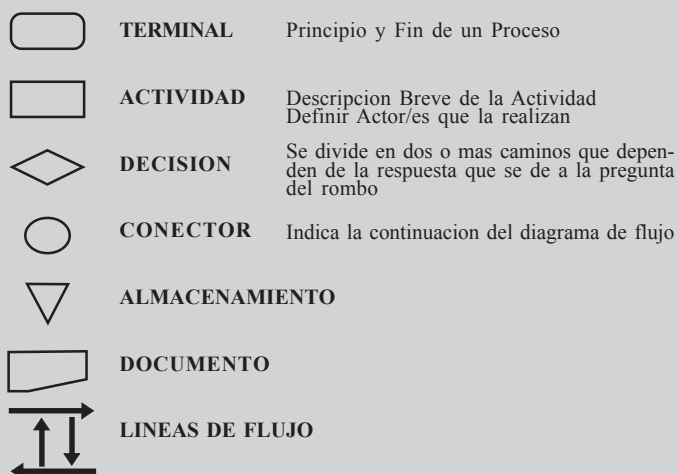 TERMINAL Principio y Fin de un Proceso
ACTIVIDAD Descripcion Breve de la Actividad
Definir Actor/es que la realizan
DECISION Se divide en dos o mas caminos que depen-
den de la respuesta que se de a la pregunta
del rombo
CONECTOR Indica la continuacion del diagrama de flujo
ALMACENAMIENTO
DOCUMENTO
LINEAS DE FLUJO